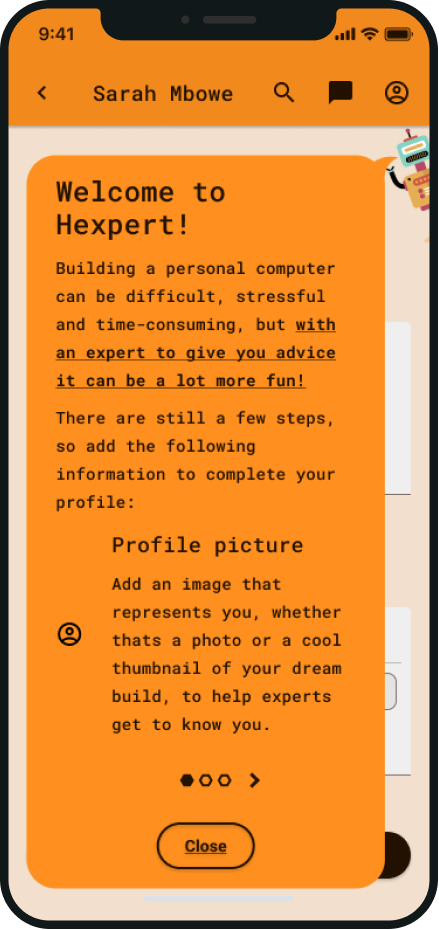 9:41
Sarah Mbowe
Welcome to
Hexpert!
Building a personal computer
can be difficult, stressful
and time-consuming, but with
an expert to give you advice
it can be a lot more fun!
There are still a few steps,
so add the following
information to complete your
profile:
Profile picture
Add an image that
represents you, whether
thats a photo or a cool
thumbnail of your dream
build, to help experts
get to know you.
Close